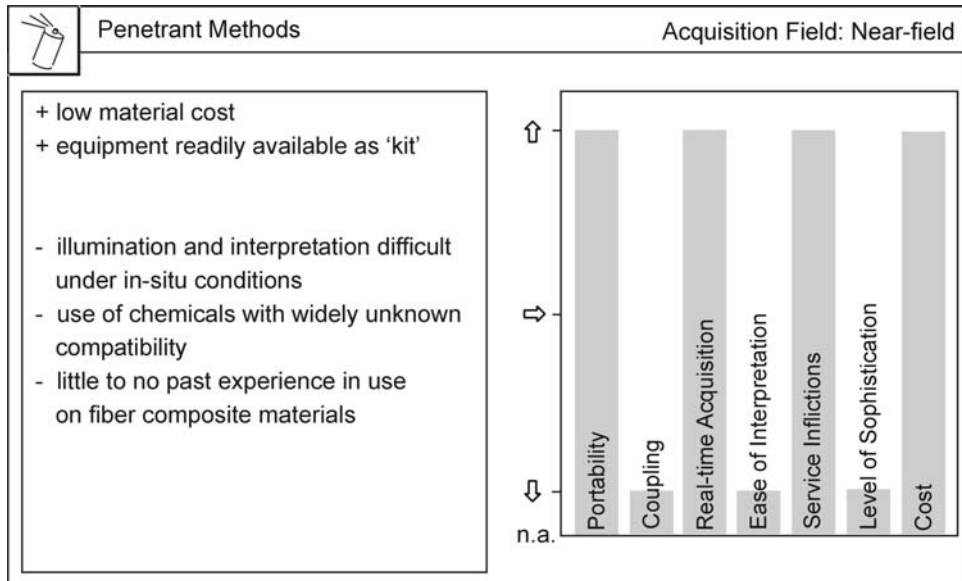 Penetrant Methods
Acquisition Field: Near-field
+ low material cost
+ equipment readily available as ‘kit’
- illumination and interpretation difficult
under in-situ conditions
- use of chemicals with widely unknown
compatibility
- little to no past experience in use
on fiber composite materials
n.a.
Portability
Coupling
Real-time Acquisition
Ease of Interpretation
Service Inflictions
Level of Sophistication
Cost